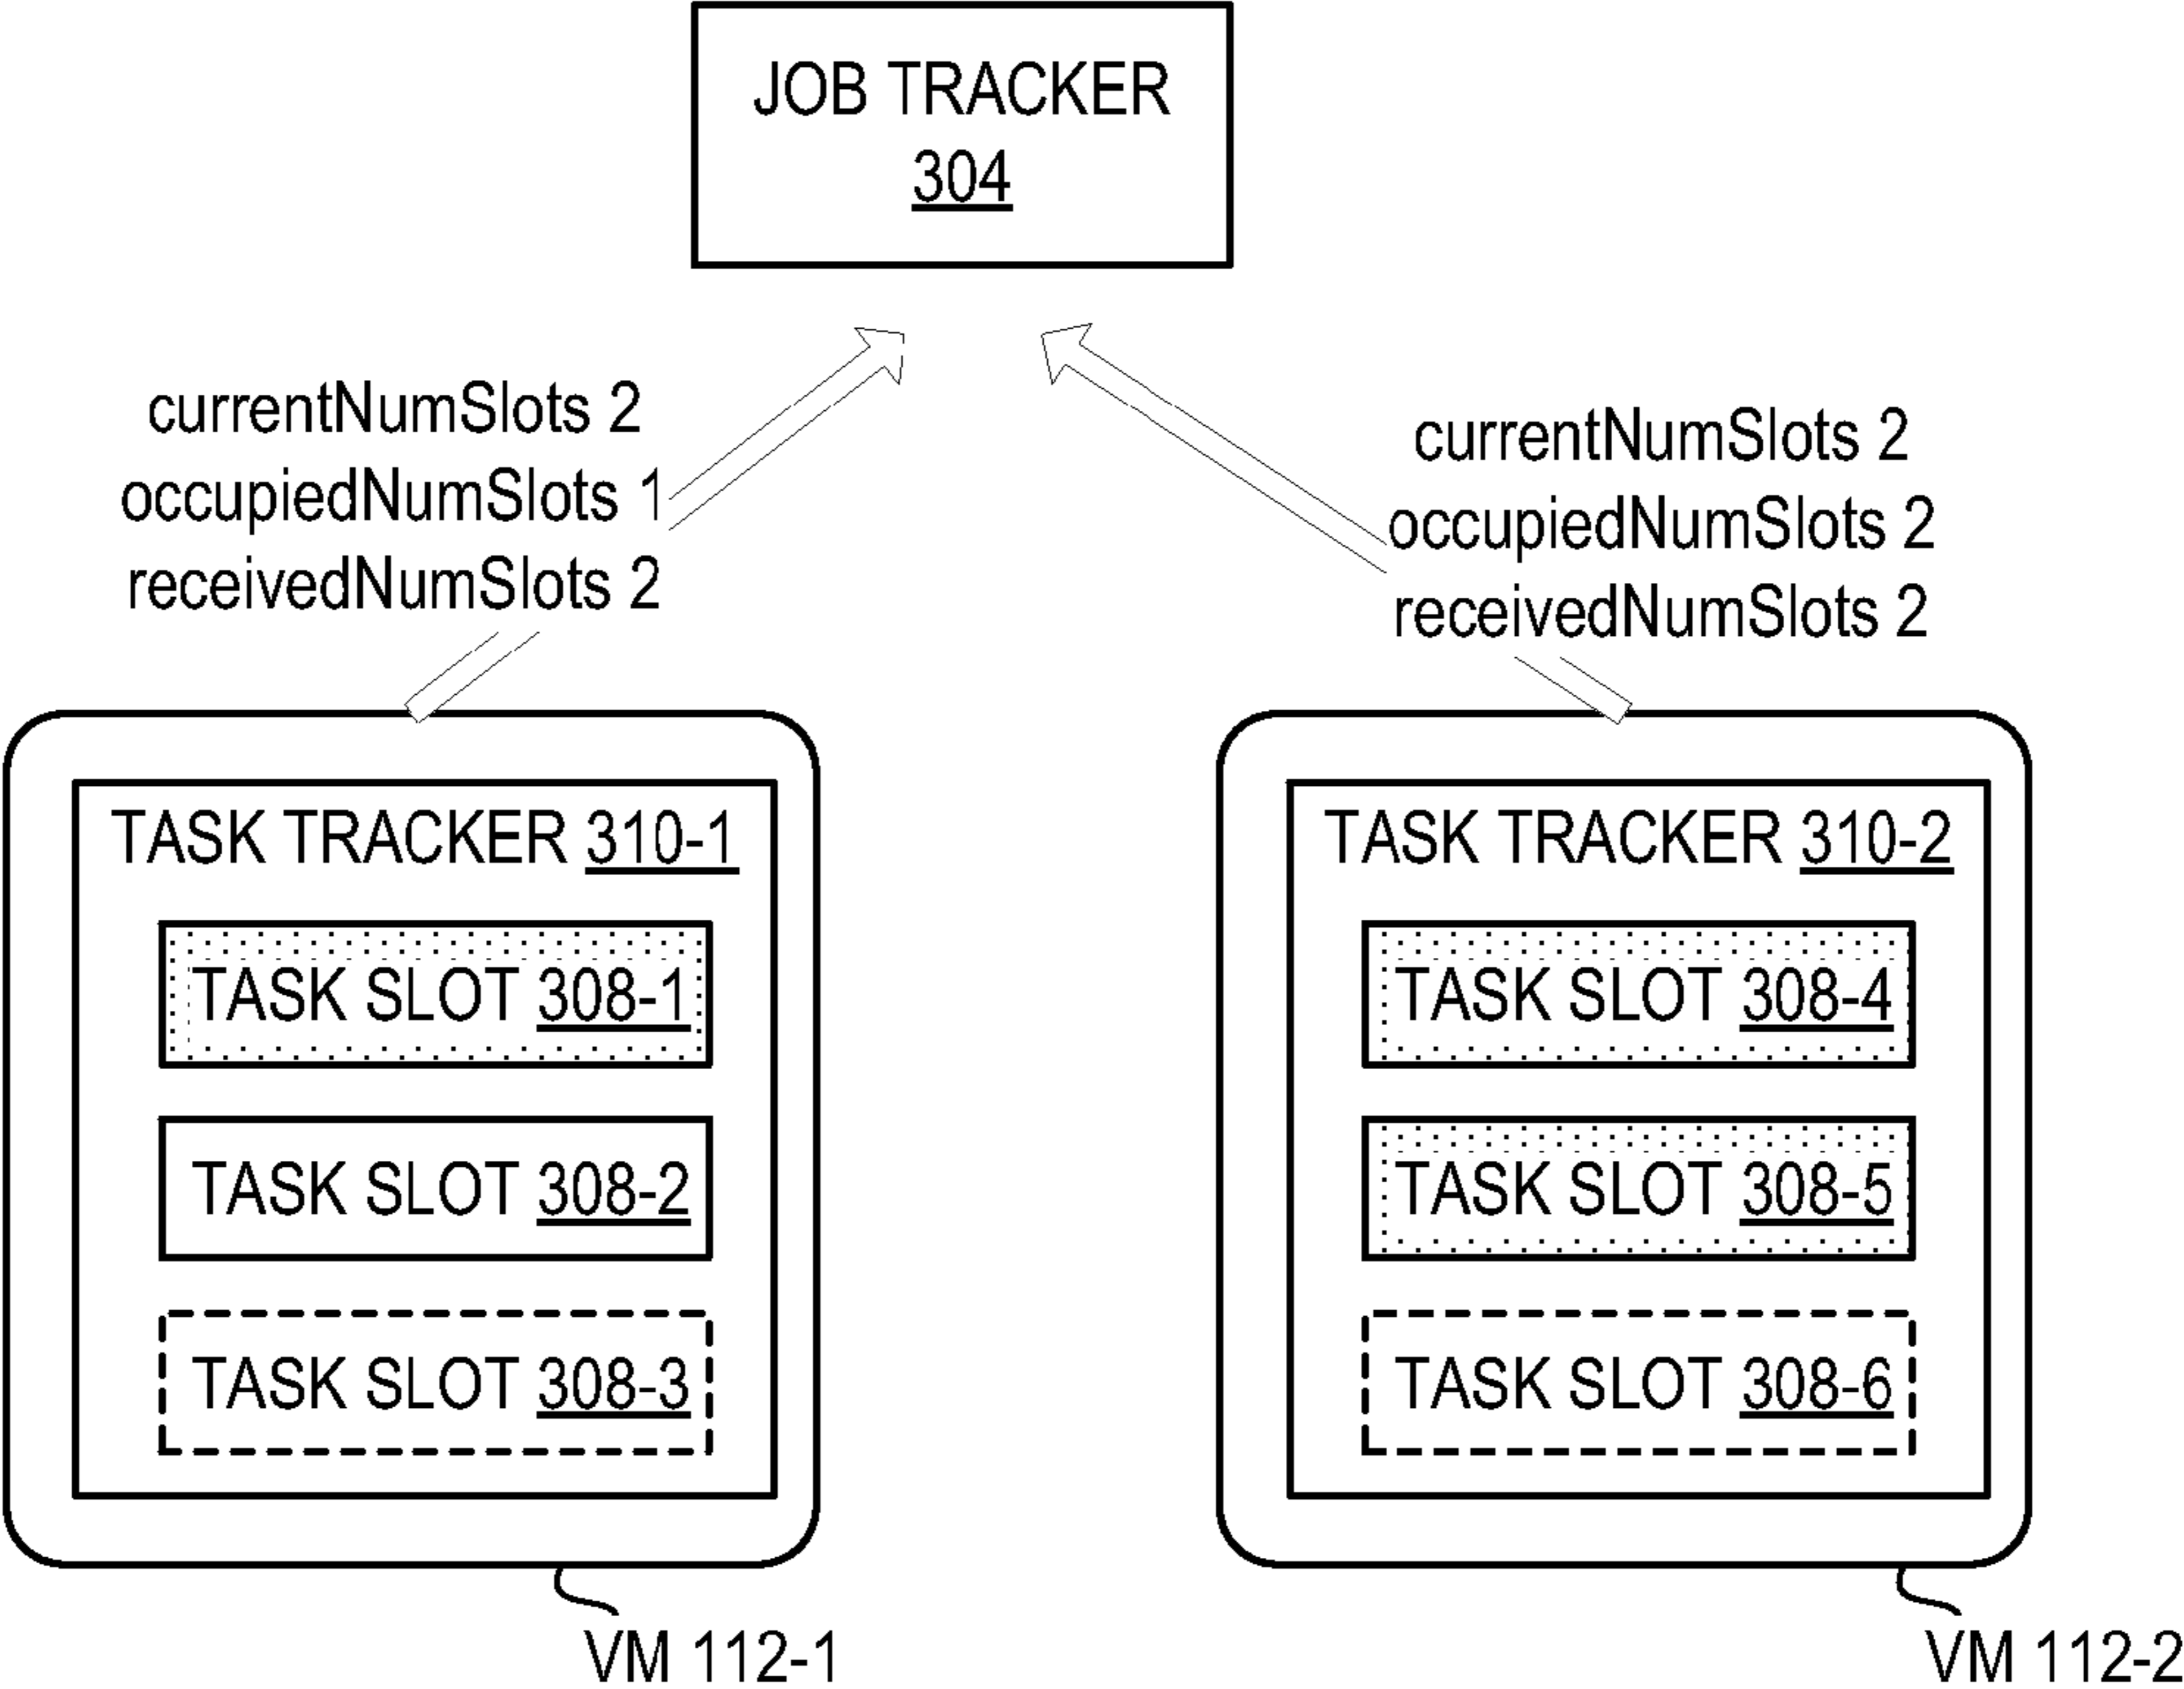 JOB TRACKER
304
currentNumSlots 2
occupiedNumSlots 1
receivedNumSlots 2
currentNumSlots 2
occupiedNumSlots 2
receivedNumSlots 2
TASK TRACKER 310-1
TASK SLOT 308-1
TASK SLOT 308-2
TASK SLOT 308-3
VM 112-1
TASK TRACKER 310-2
TASK SLOT 308-4
TASK SLOT 308-5
TASK SLOT 308-6
VM 112-2